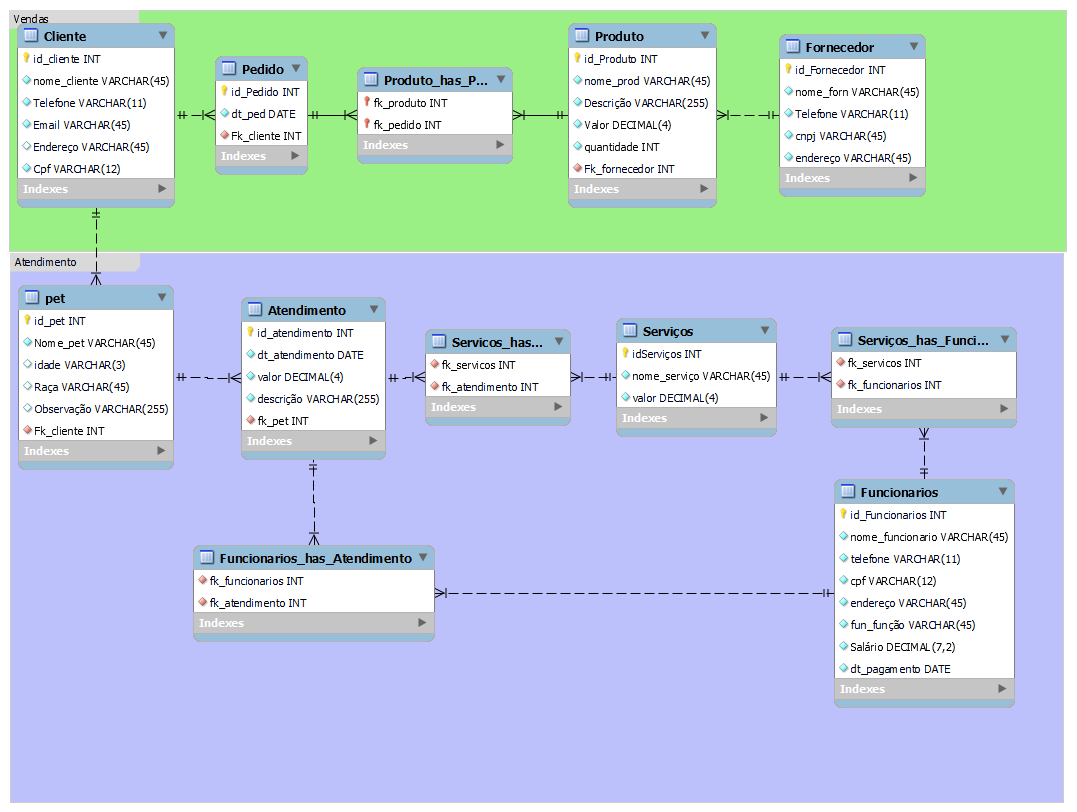 Vendas
Cliente
id_cliente INT
nome_cliente VARCHAR(45)
Telefone VARCHAR(11)
Email VARCHAR(45)
Endereço VARCHAR(45)
Cpf VARCHAR(12)
Indexes
Pedido
id_Pedido INT
dt_ped DATE
Fk_cliente INT
Indexes
Produto_has_P...
fk_produto INT
fk_pedido INT
Indexes
Produto
id_Produto INT
nome_prod VARCHAR(45)
Descrição VARCHAR(255)
Valor DECIMAL(4)
quantidade INT
Fk_fornecedor INT
Indexes
Fornecedor
id_Fornecedor INT
nome_forn VARCHAR(45)
Telefone VARCHAR(11)
cnpj VARCHAR(45)
endereço VARCHAR(45)
Indexes
Atendimento
pet
id_pet INT
Nome_pet VARCHAR(45)
idade VARCHAR(3)
Raça VARCHAR(45)
Observação VARCHAR(255)
Fk_cliente INT
Indexes
Atendimento
id_atendimento INT
dt_atendimento DATE
valor DECIMAL(4)
descrição VARCHAR(255)
fk_pet INT
Indexes
Servicos_has...
fk_servicos INT
fk_atendimento INT
Indexes
Serviços
idServiços INT
nome_serviço VARCHAR(45)
valor DECIMAL(4)
Indexes
Serviços_has_Funci...
fk_servicos INT
fk_funcionarios INT
Indexes
Funcionarios
id_Funcionarios INT
nome_funcionario VARCHAR(45)
telefone VARCHAR(11)
cpf VARCHAR(12)
endereço VARCHAR(45)
fun_função VARCHAR(45)
Salário DECIMAL(7,2)
dt_pagamento DATE
Indexes
Funcionarios_has_Atendimento
fk_funcionarios INT
fk_atendimento INT
Indexes